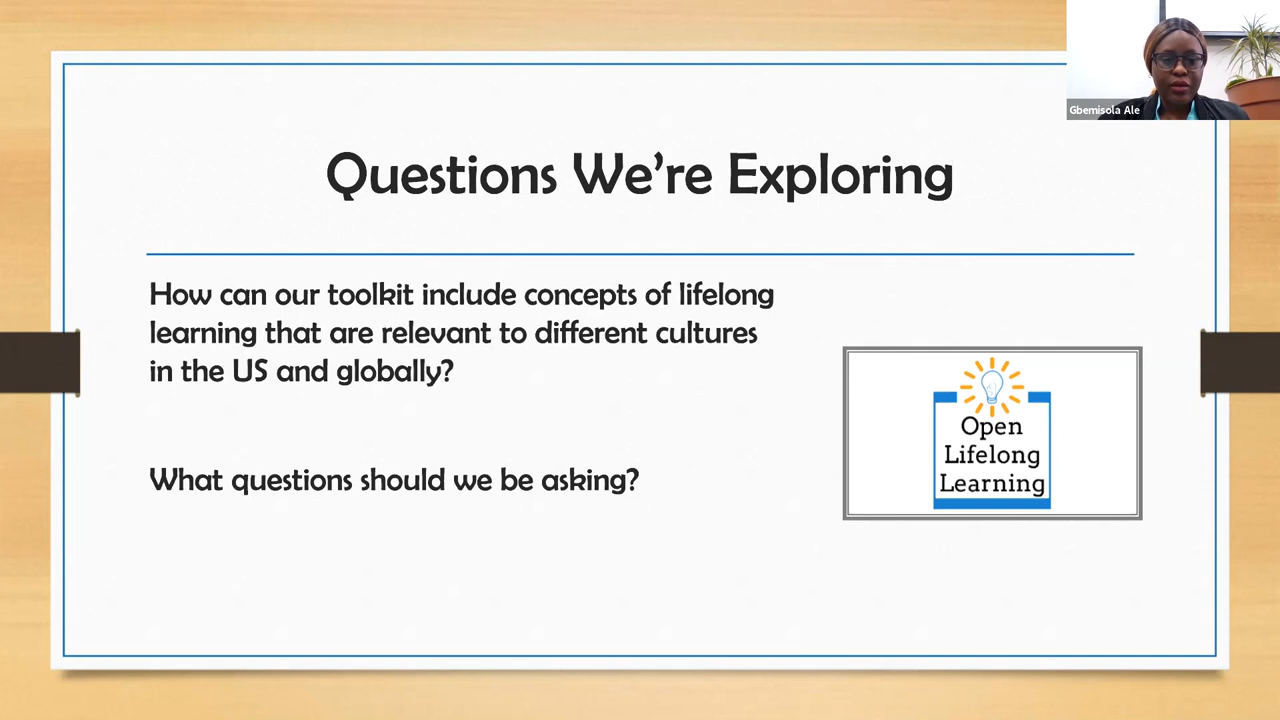 Gbemisola Ale
Questions We're Exploring
How can our toolkit include concepts of lifelong
learning that are relevant to different cultures
in the US and globally?
What questions should we be asking?
Open
Lifelong
Learning